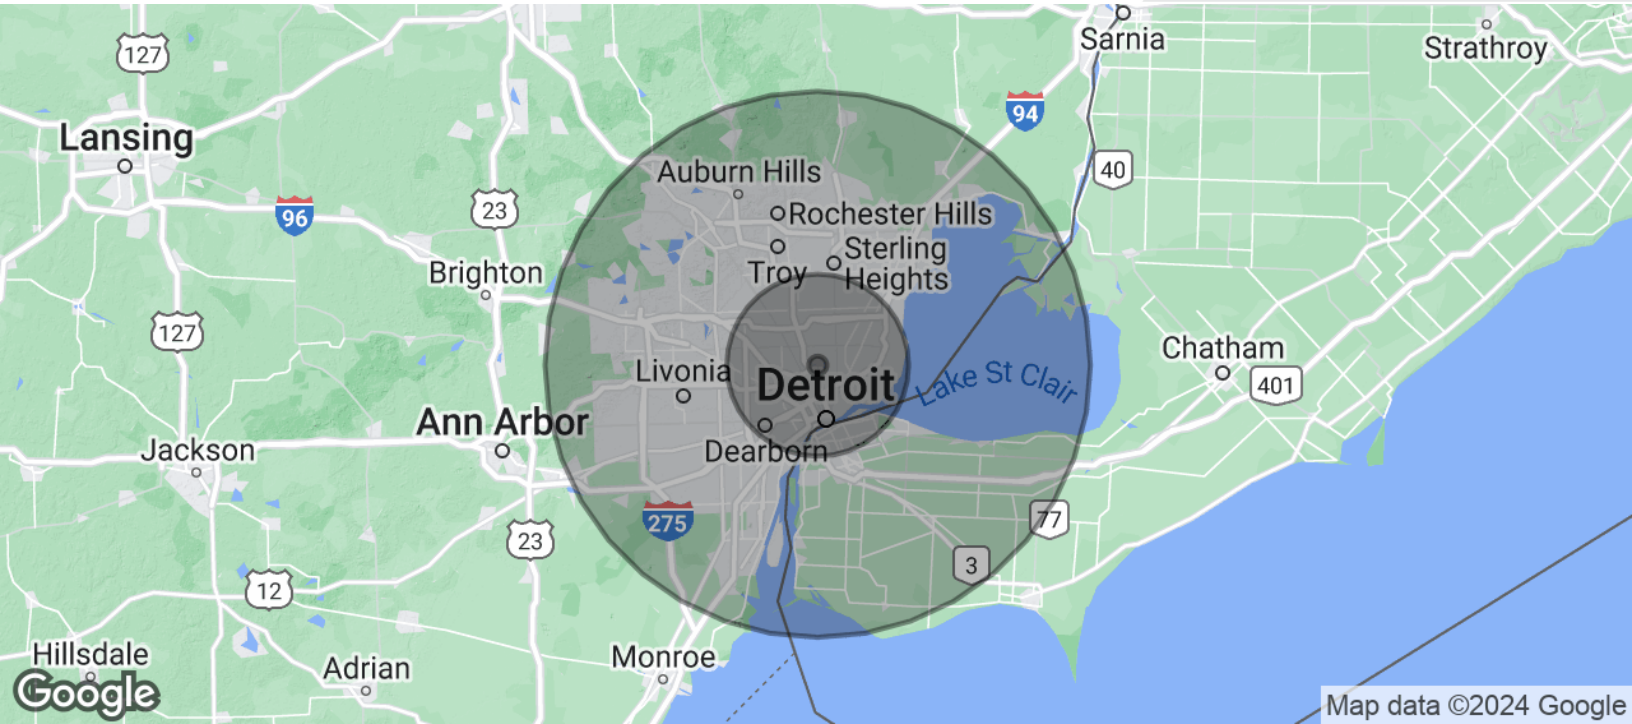 Sarnia
Strathroy
127
94
Lansing
40
Auburn Hills
23
96
Rochester Hills
Sterling
Heights
Troy
Brighton
127
Chatham
Livonia
Detroit
Lake St Clair
401
Ann Arbor
Jackson
Dearborn
275
77
23
3
12
Hillsdale
Monroe
Adrian
Google
Map data ©2024 Google